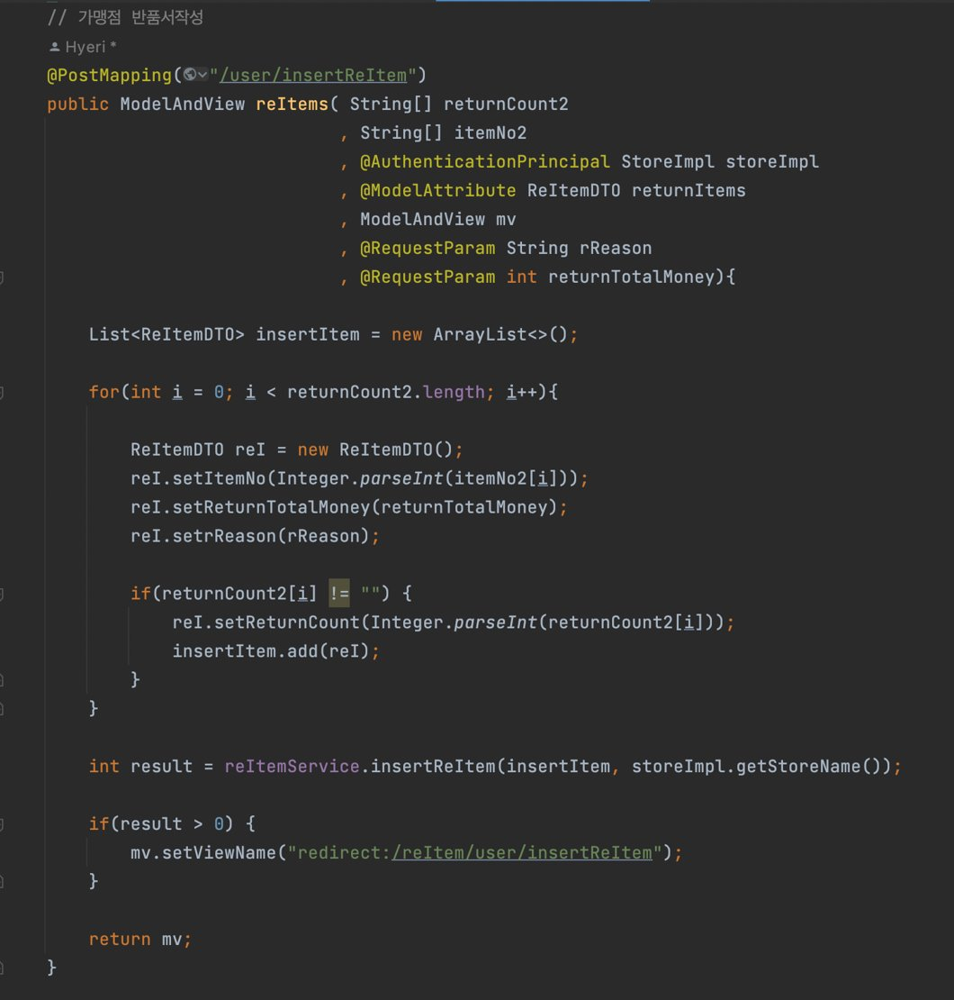 // 가맹점 반품서작성
Hyeri *
@PostMapping("/user/insertReItem")
public ModelAndView reItems( String[] returnCount2
, String[] itemNo2
, @AuthenticationPrincipal StoreImpl storeImpl
, @ModelAttribute ReItemDTO returnItems
, ModelAndView mv
, @RequestParam String rReason
, @RequestParam int returnTotalMoney){
List<ReItemDTO> insertItem = new ArrayList<>();
for(int i = 0; i < returnCount2.length; i++){
ReItemDTO reI = new ReItemDTO();
reI.setItemNo(Integer.parseInt(itemNo2[i]));
reI.setReturnTotalMoney(returnTotalMoney);
reI.setrReason(rReason);
if(returnCount2[i] != "") {
reI.setReturnCount(Integer.parseInt(returnCount2[i]));
insertItem.add(reI);
}
}
int result = reItemService.insertReItem(insertItem, storeImpl.getStoreName());
if(result > 0) {
mv.setViewName("redirect:/reItem/user/insertReItem");
}
return mv;
}